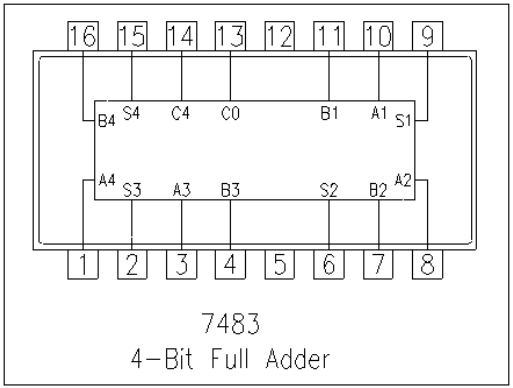 16 15 14 13 12 11 10 9
B4 S4 C4 C0 B1 A1 S1
A4 S3 A3 B3 S2 B2 A2
1 2 3 4 5 6 7 8
7483
4-Bit Full Adder